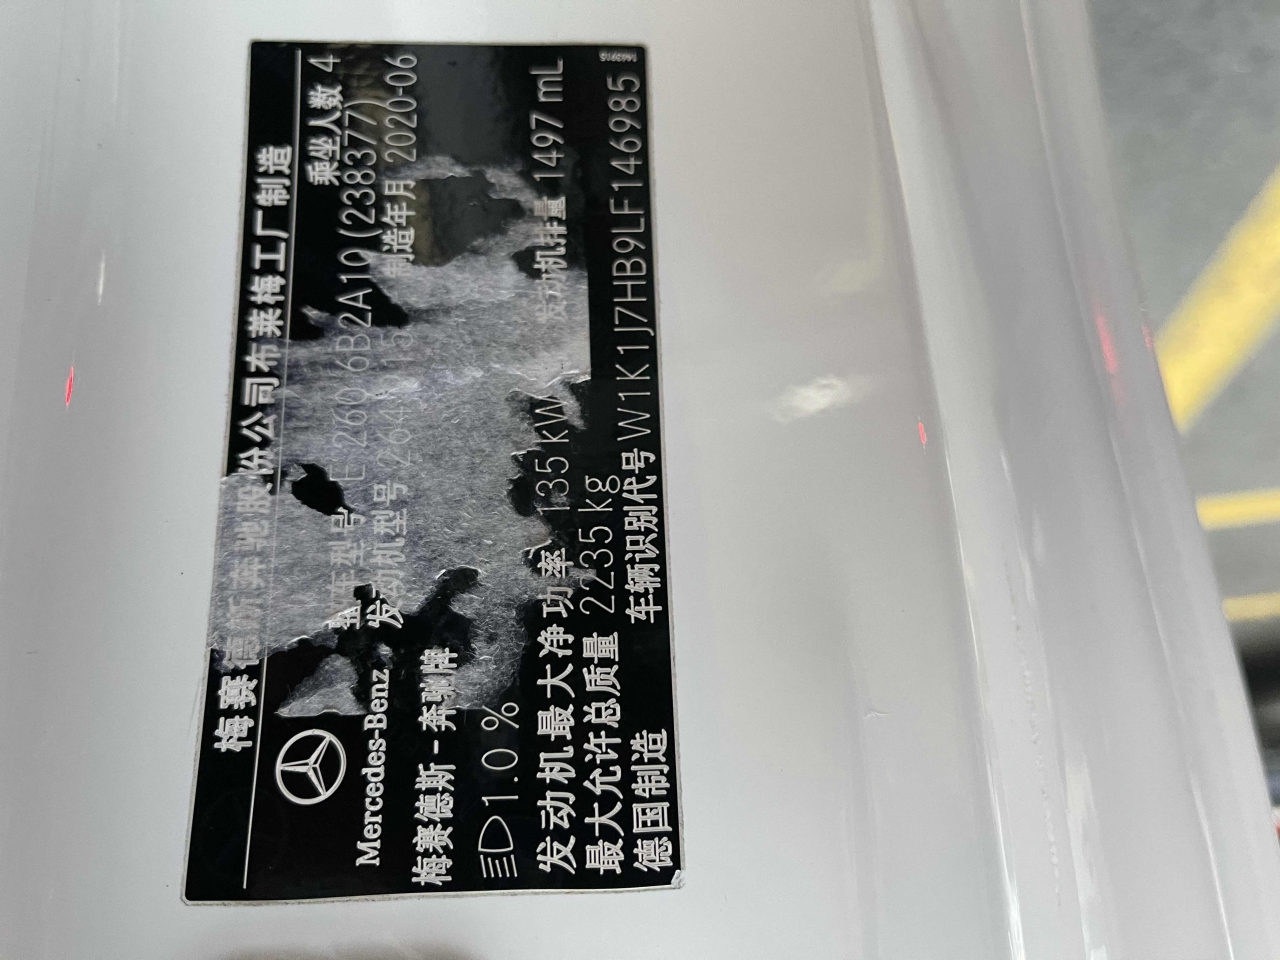 梅赛德斯奔驰股份公司布莱梅工厂制造
Mercedes-Benz
整车型号 E 260 6B2A10 (238377) 乘坐人数 4
发动机型号 264 915 制造年月 2020-06
梅赛德斯-奔驰牌
1.0 %
发动机最大净功率 135 kW 发动机排量 1497 mL
最大允许总质量 2235 kg
德国制造 车辆识别代号 W1K1J7HB9LF146985